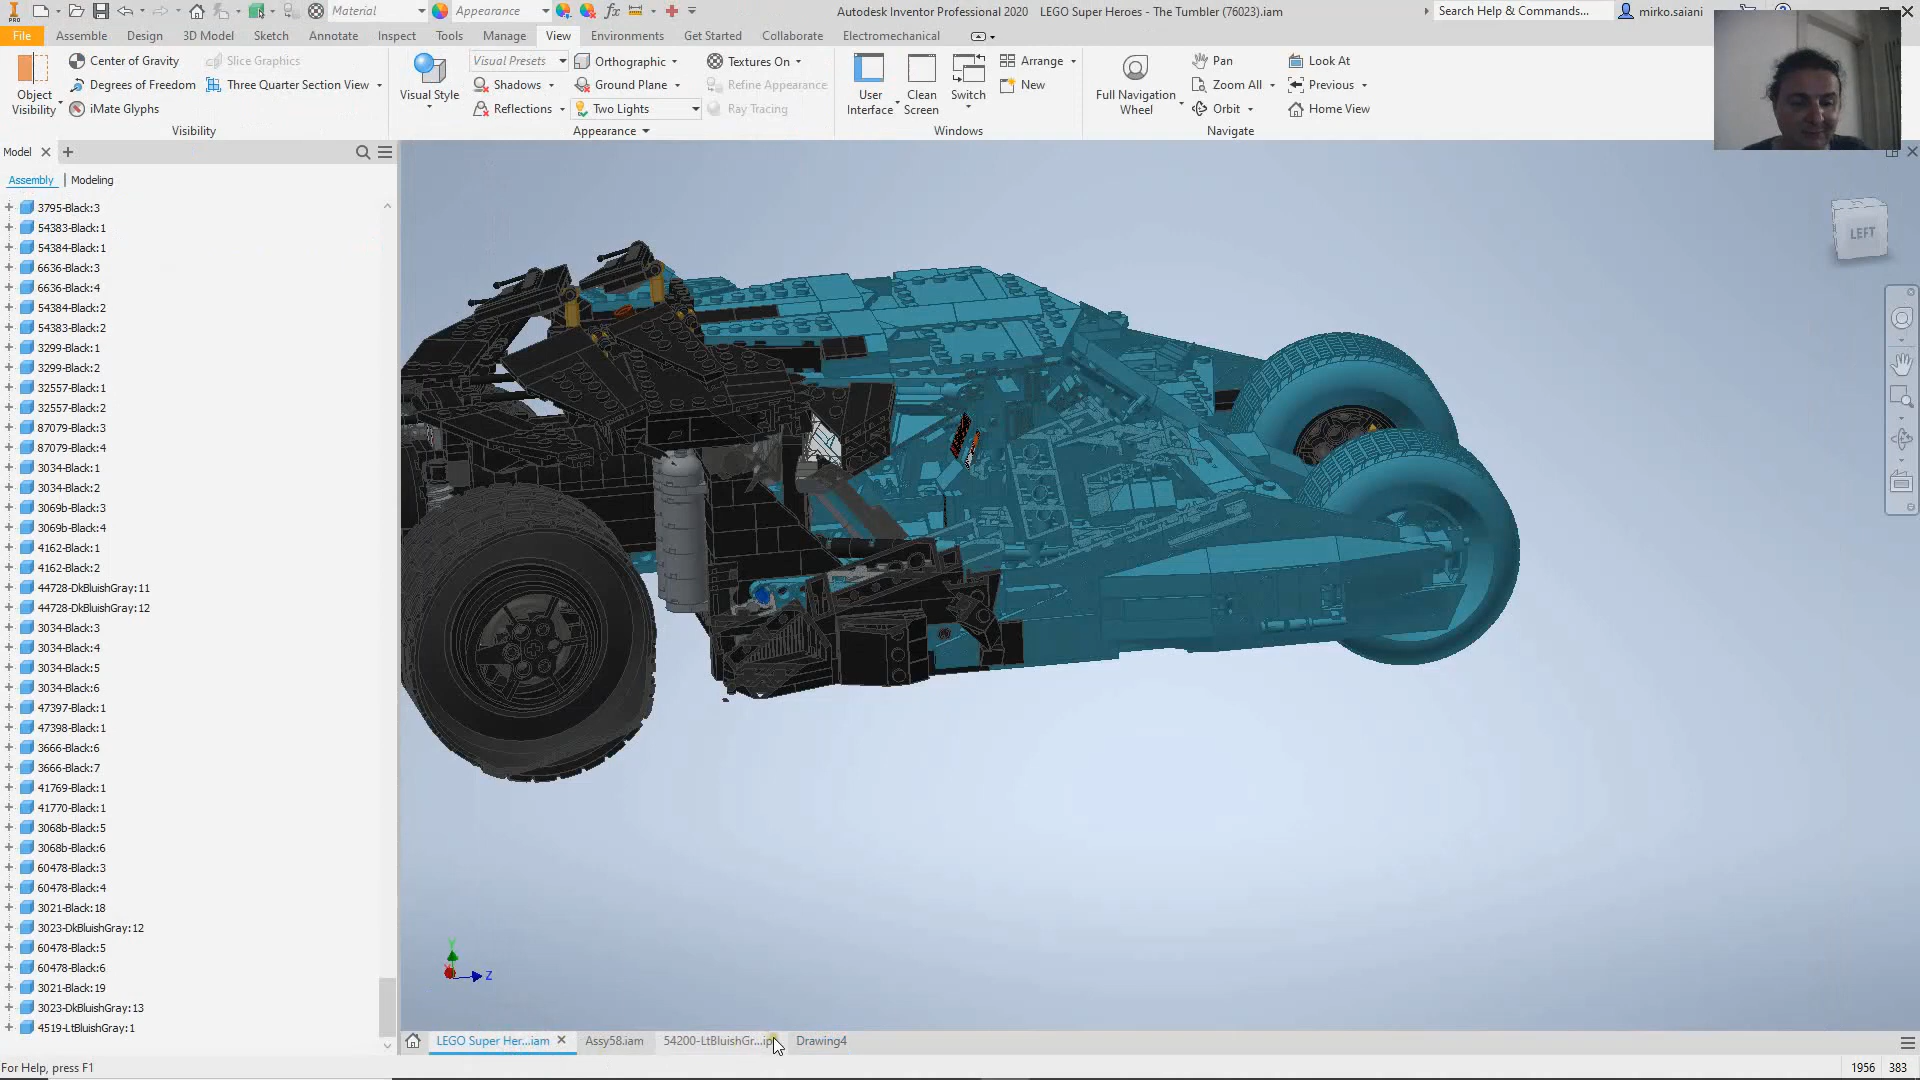 PRO
Material
Appearance
Autodesk Inventor Professional 2020 LEGO Super Heroes - The Tumbler (76023).iam
Search Help & Commands...
mirko.saiani
File
Assemble
Design
3D Model
Sketch
Annotate
Inspect
Tools
Manage
View
Environments
Get Started
Collaborate
Electromechanical
Object Visibility
Center of Gravity
Degrees of Freedom
iMate Glyphs
Slice Graphics
Three Quarter Section View
Visibility
Visual Style
Visual Presets
Shadows
Reflections
Orthographic
Ground Plane
Two Lights
Textures On
Refine Appearance
Ray Tracing
Appearance
User Interface
Clean Screen
Switch
Arrange
New
Windows
Full Navigation Wheel
Pan
Zoom All
Orbit
Look At
Previous
Home View
Navigate
Model
Assembly | Modeling
3795-Black:3
54383-Black:1
54384-Black:1
6636-Black:3
6636-Black:4
54384-Black:2
54383-Black:2
3299-Black:1
3299-Black:2
32557-Black:1
32557-Black:2
87079-Black:3
87079-Black:4
3034-Black:1
3034-Black:2
3069b-Black:3
3069b-Black:4
4162-Black:1
4162-Black:2
44728-DkBluishGray:11
44728-DkBluishGray:12
3034-Black:3
3034-Black:4
3034-Black:5
3034-Black:6
47397-Black:1
47398-Black:1
3666-Black:6
3666-Black:7
41769-Black:1
41770-Black:1
3068b-Black:5
3068b-Black:6
60478-Black:3
60478-Black:4
3021-Black:18
3023-DkBluishGray:12
60478-Black:5
60478-Black:6
3021-Black:19
3023-DkBluishGray:13
4519-LtBluishGray:1
LEFT
Y
Z
LEGO Super Her...iam
Assy58.iam
54200-LtBluishGr...ip
Drawing4
For Help, press F1
1956 383